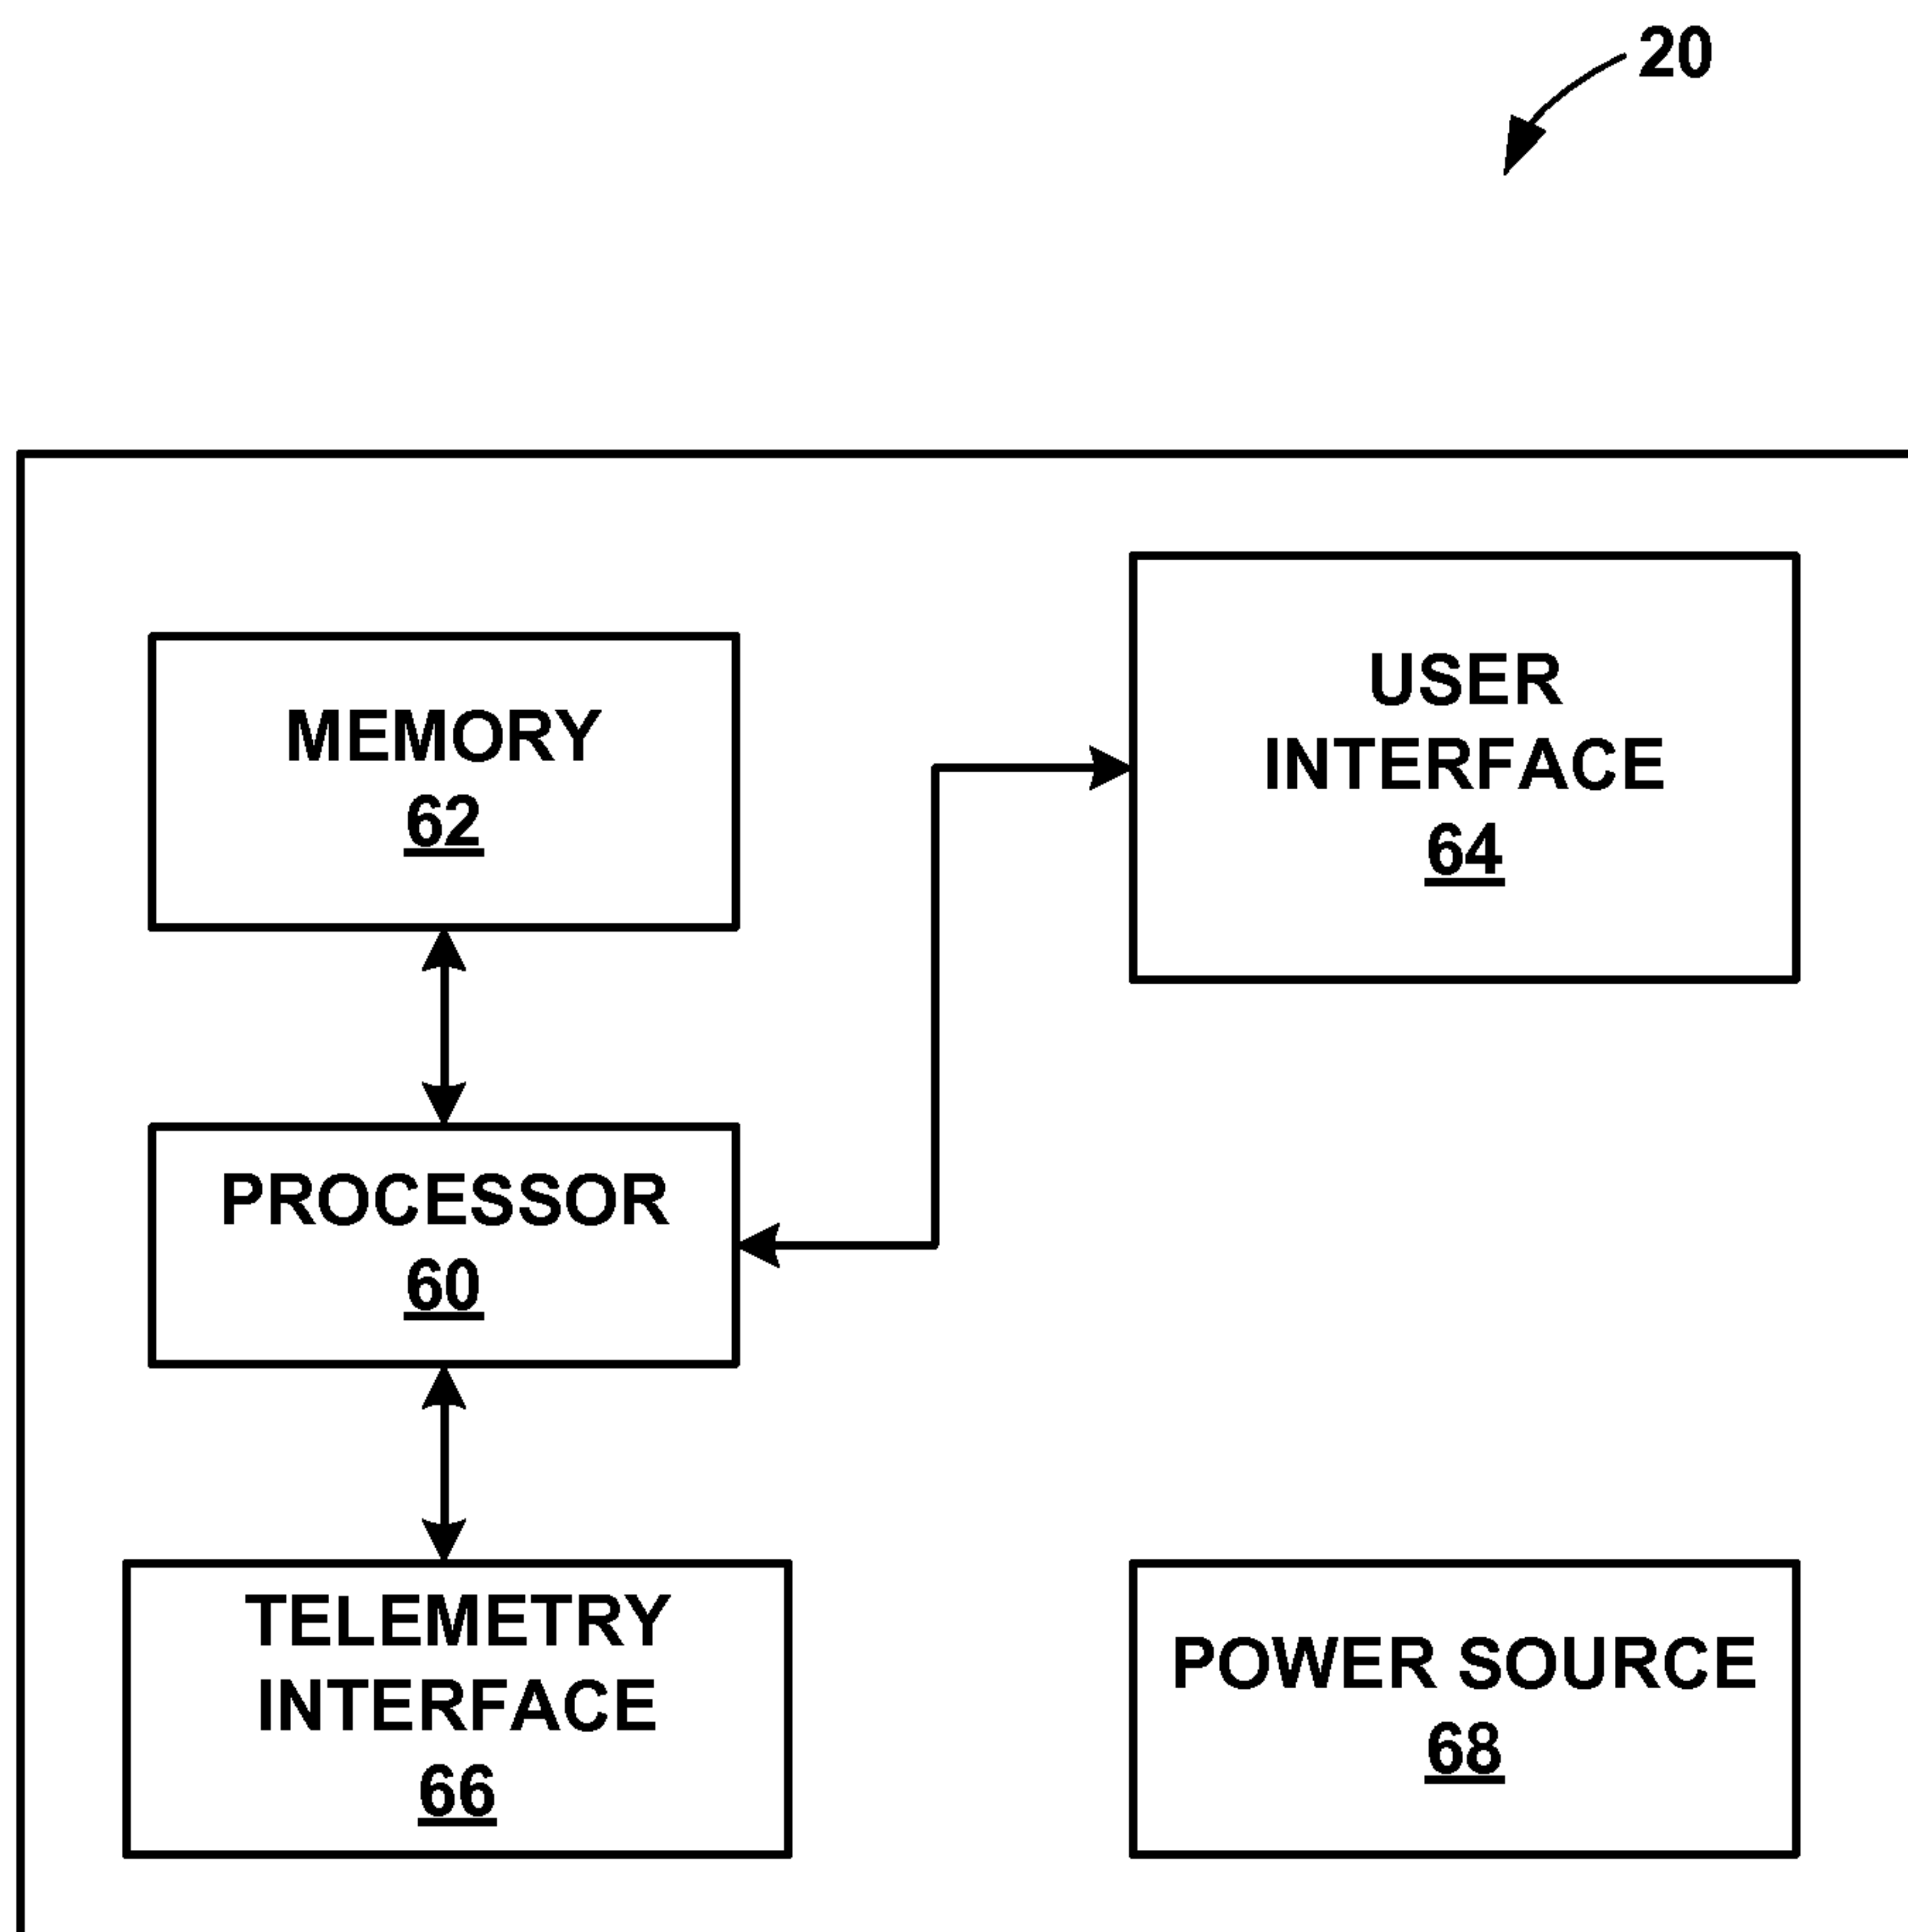 20
MEMORY
62
USER
INTERFACE
64
PROCESSOR
60
TELEMETRY
INTERFACE
66
POWER SOURCE
68